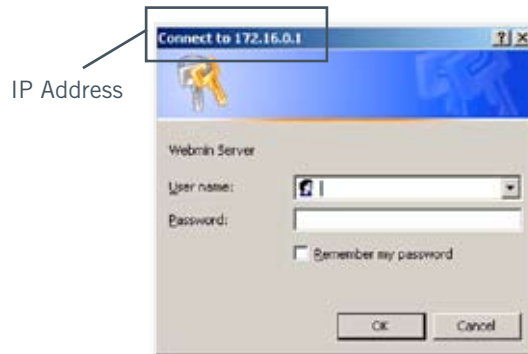 Connect to 172.16.0.1
IP Address
Webmin Server
User name:
Password:
Remember my password
OK
Cancel